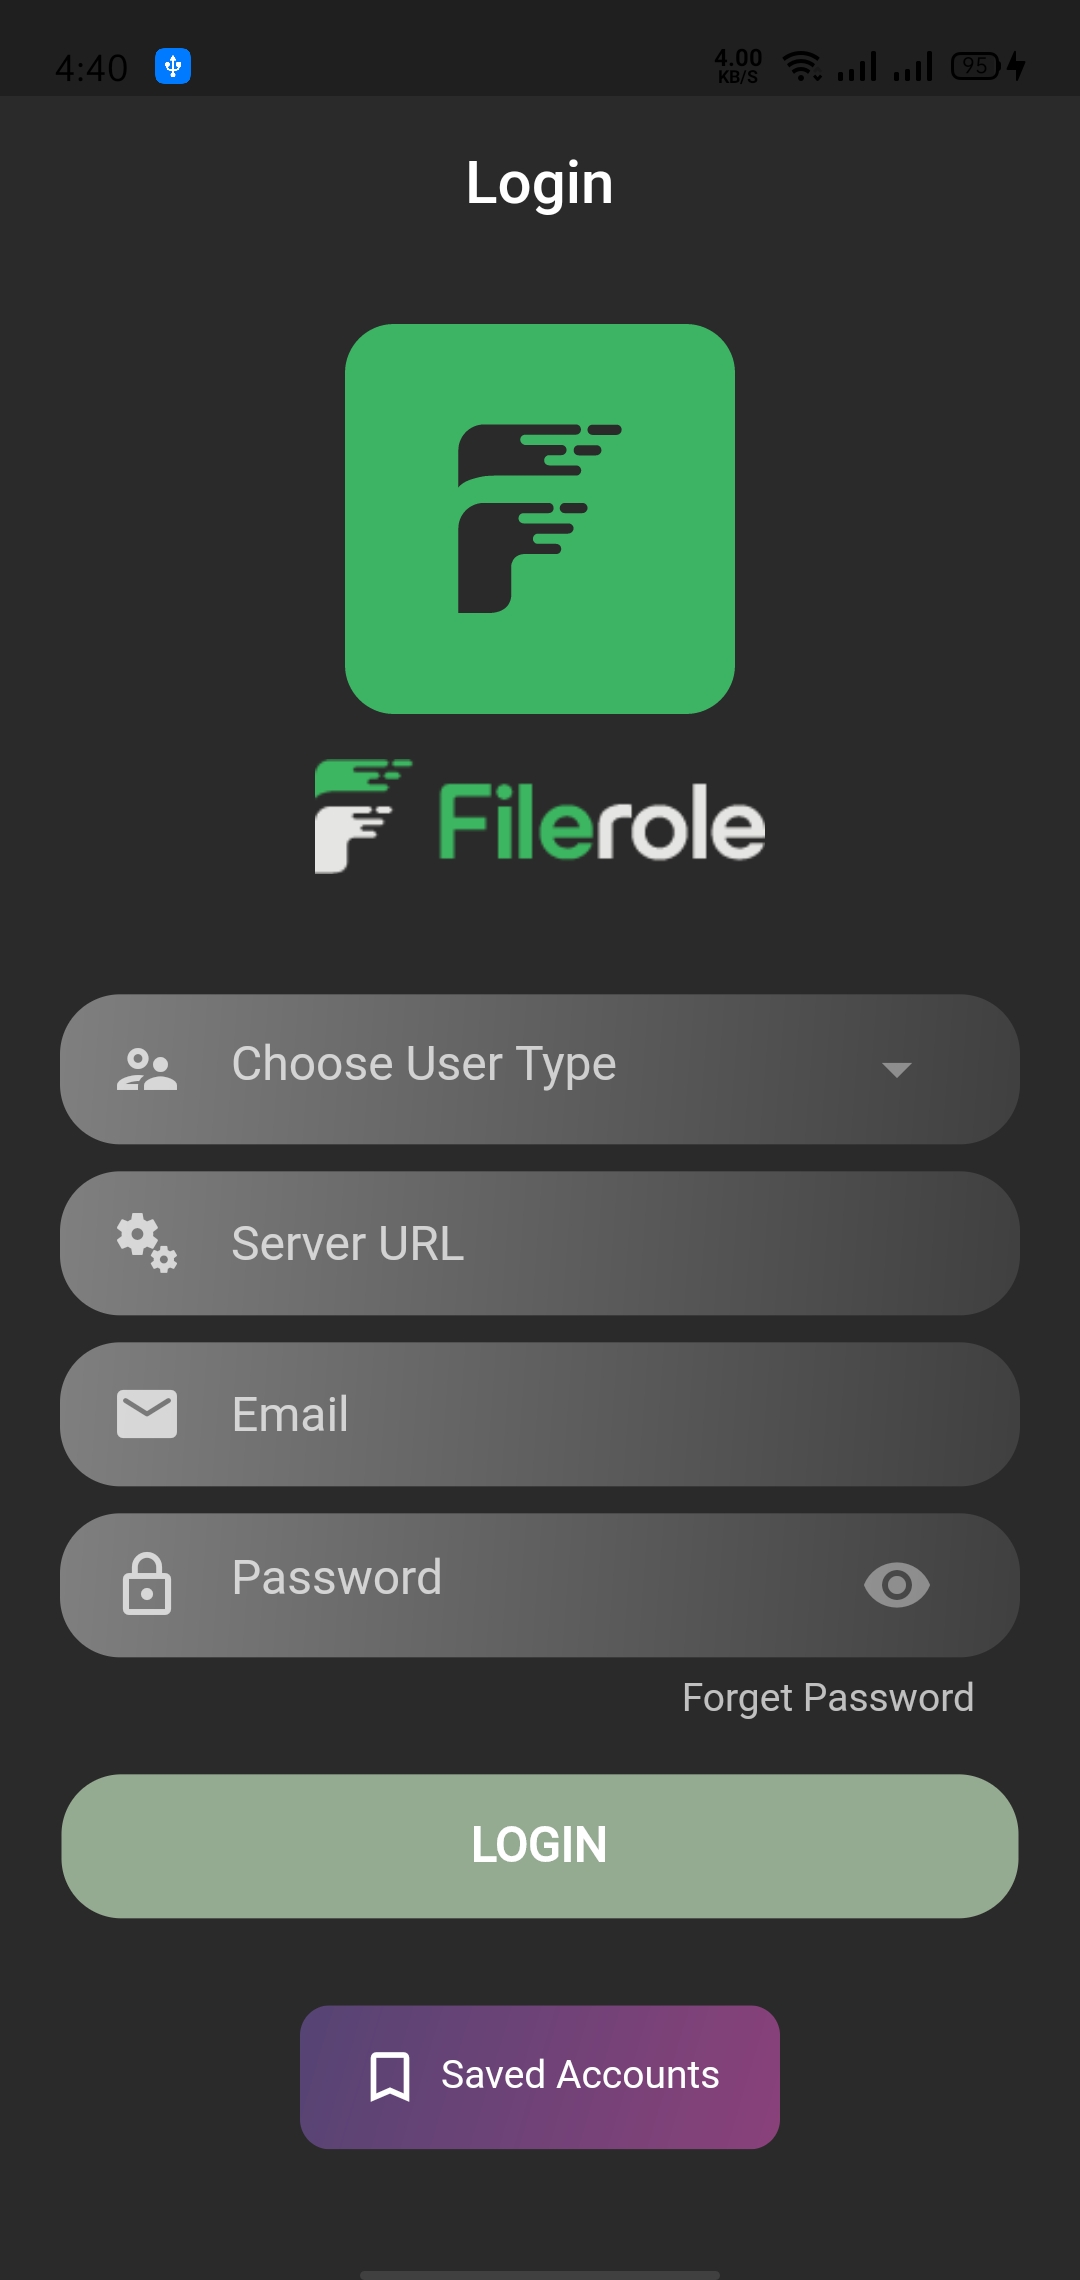 4:40
4.00
KB/S
95
Login
Filerole
Choose User Type
Server URL
Email
Password
Forget Password
LOGIN
Saved Accounts